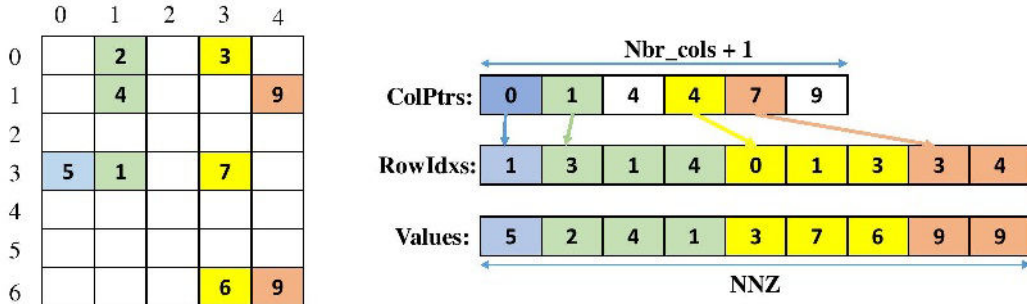 0 1 2 3 4
0 2 3
1 4 9
2
3 5 1 7
4
5
6 6 9
Nbr_cols + 1
ColPtrs: 0 1 4 4 7 9
RowIdxs: 1 3 1 4 0 1 3 3 4
Values: 5 2 4 1 3 7 6 9 9
NNZ